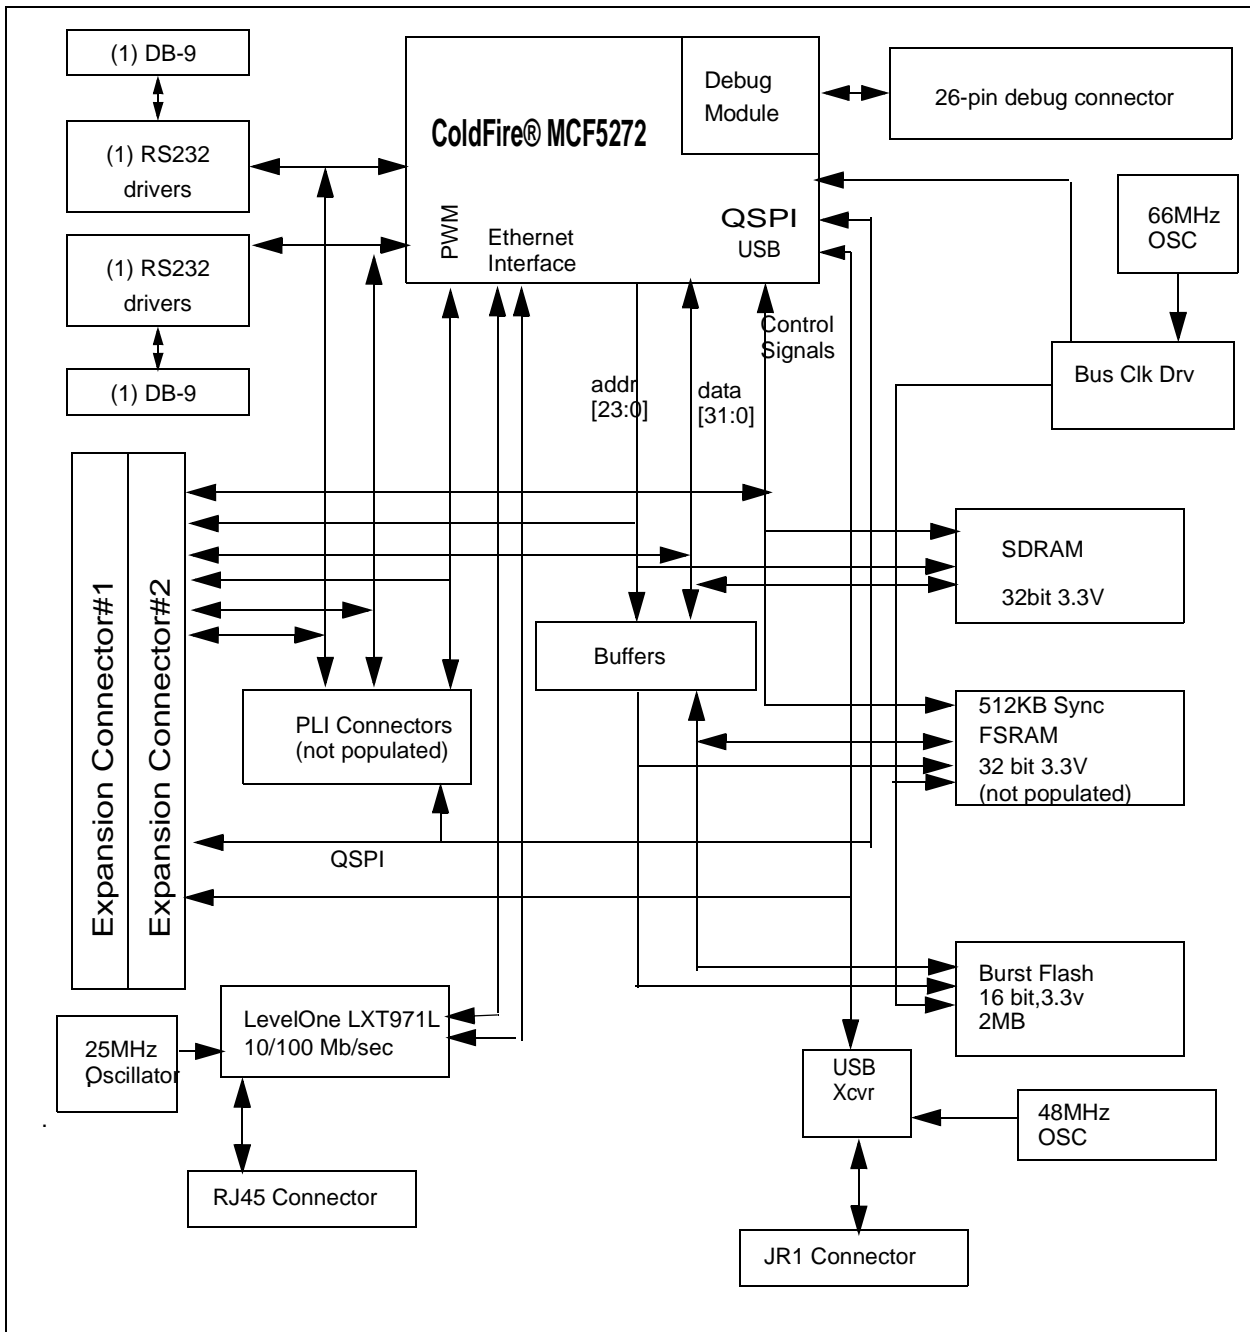 (1) DB-9
Debug
Module
26-pin debug connector
ColdFire® MCF5272
(1) RS232
drivers
66MHz
OSC
PWM
Ethernet
Interface
QSPI
USB
(1) RS232
drivers
Control
Signals
Bus Clk Drv
(1) DB-9
addr
[23:0]
data
[31:0]
Expansion Connector#1
Expansion Connector#2
SDRAM
32bit 3.3V
Buffers
PLI Connectors
(not populated)
512KB Sync
FSRAM
32 bit 3.3V
(not populated)
QSPI
Burst Flash
16 bit,3.3v
2MB
LevelOne LXT971L
10/100 Mb/sec
25MHz
Oscillator
USB
Xcvr
48MHz
OSC
RJ45 Connector
JR1 Connector